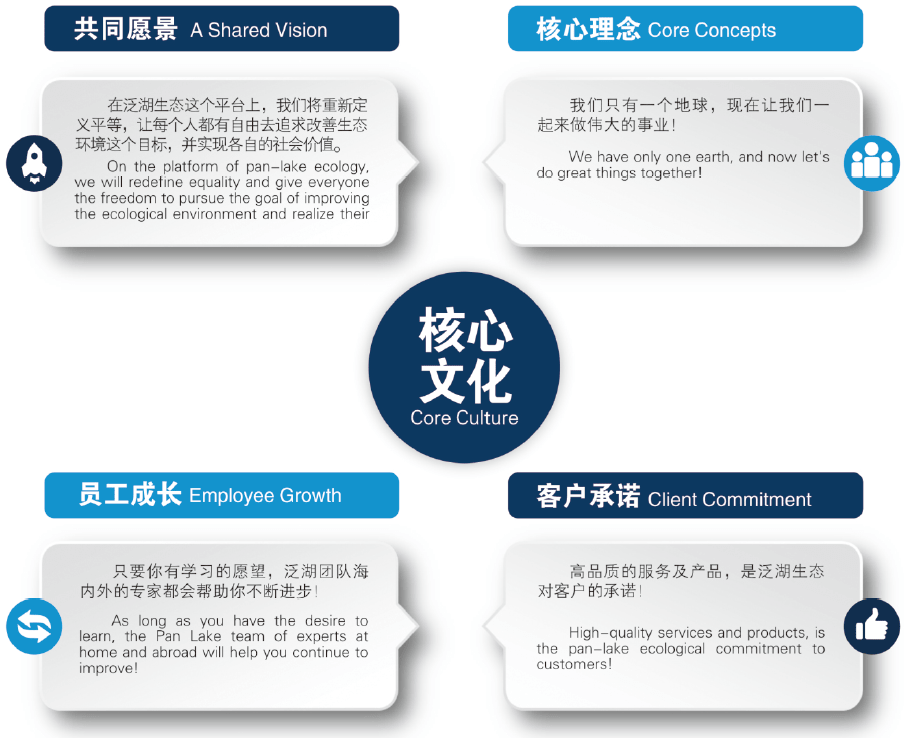 共同愿景 A Shared Vision
在泛湖生态这个平台上，我们将重新定
义平等，让每个人都有自由去追求改善生态
环境这个目标，并实现各自的社会价值。
On the platform of pan-lake ecology,
we will redefine equality and give everyone
the freedom to pursue the goal of improving
the ecological environment and realize their
核心理念 Core Concepts
我们只有一个地球，现在让我们一
起来做伟大的事业！
We have only one earth, and now let's
do great things together!
核心
文化
Core Culture
员工成长 Employee Growth
只要你有学习的愿望，泛湖团队海
内外的专家都会帮助你不断进步！
As long as you have the desire to
learn, the Pan Lake team of experts at
home and abroad will help you continue to
improve!
客户承诺 Client Commitment
高品质的服务及产品，是泛湖生态
对客户的承诺！
High-quality services and products, is
the pan-lake ecological commitment to
customers!